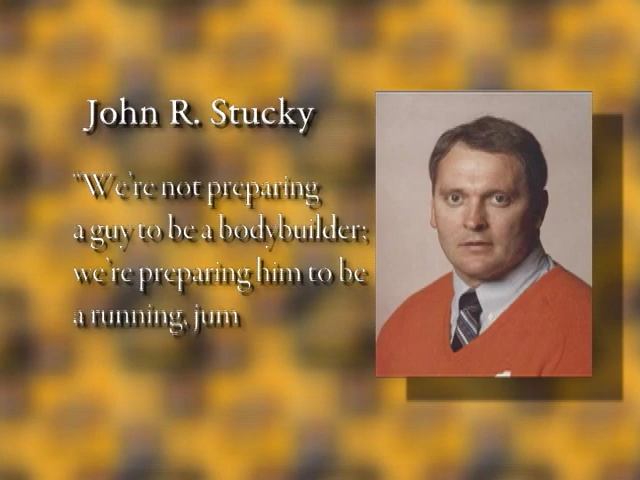 John R. Stucky
"We're not preparing
a guy to be a bodybuilder;
we're preparing him to be
a running, jum